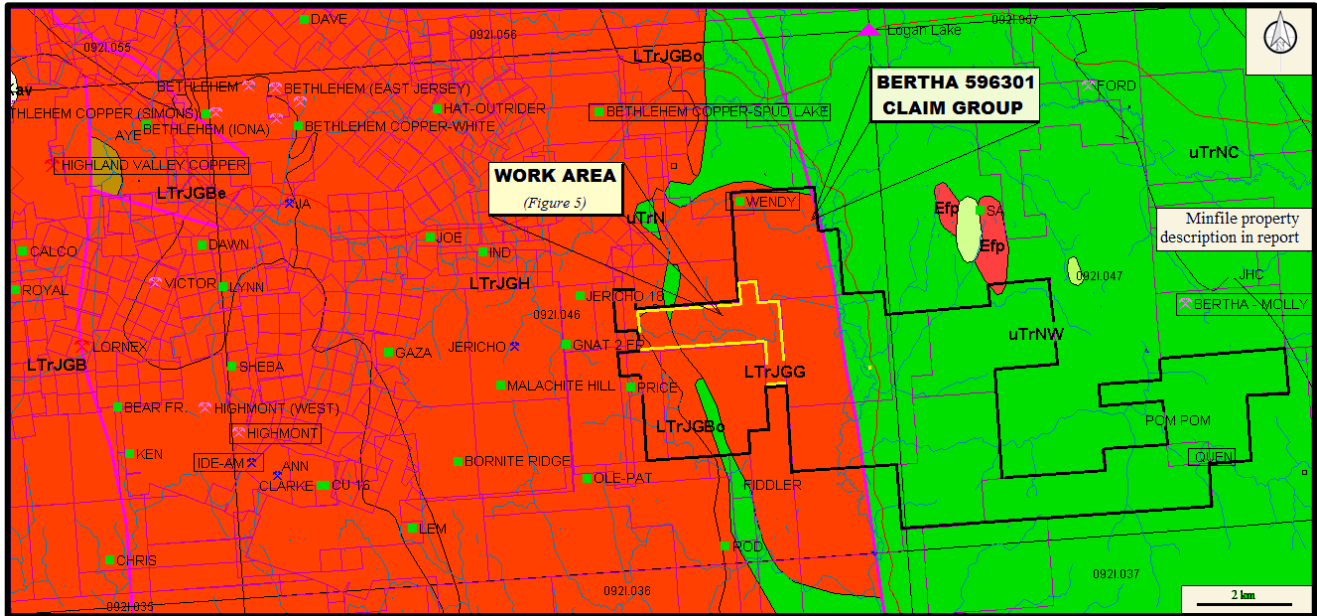 DAVE
092I.055
092I.056
092I.067
Logan Lake
LTrJGBo
BETHLEHEM
BETHLEHEM (EAST JERSEY)
BERTHA 596301
CLAIM GROUP
FORD
THLEHEM COPPER (SIMONS)
HAT-OUTRIDER
BETHLEHEM COPPER-SPUD LAKE
AYE
BETHLEHEM (IONA)
BETHLEHEM COPPER-WHITE
uTrNC
HIGHLAND VALLEY COPPER
WORK AREA
(Figure 5)
LTrJGBe
JA
WENDY
uTrN
Efp
SA
Minfile property
description in report
JOE
DAWN
IND
Efp
CALCO
092I.047
JHC
VICTOR
LYNN
LTrJGH
ROYAL
JERICHO 18
BERTHA - MOLLY
092I.046
uTrNW
LORNEX
GAZA
JERICHO
GNAT 2 FR
LTrJGB
SHEBA
LTrJGG
MALACHITE HILL
PRICE
BEAR FR.
HIGHMONT (WEST)
POM POM
HIGHMONT
LTrJGBo
KEN
IDE-AM
ANN
BORNITE RIDGE
QUEN
CLARKE
CU 16
OLE-PAT
FIDDLER
LEM
ROD
CHRIS
092I.037
092I.035
092I.036
2 km